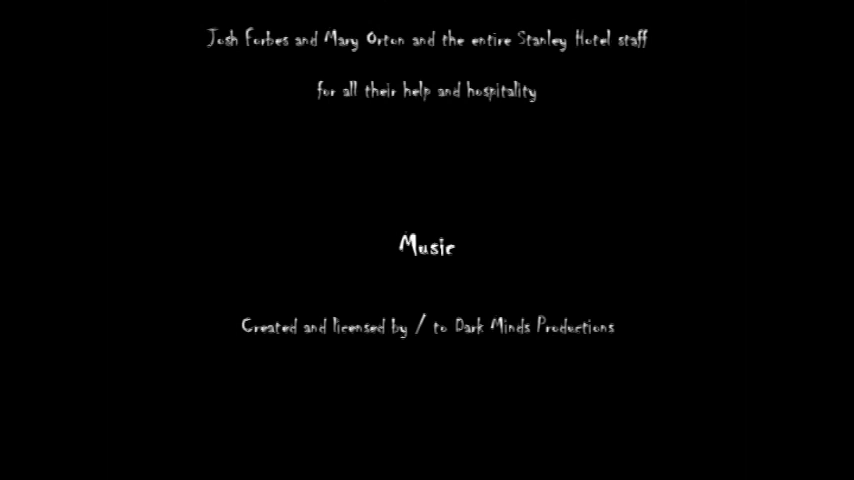 Josh Forbes and Mary Orton and the entire Stanley Hotel staff
for all their help and hospitality
Music
Created and licensed by / to Dark Minds Productions